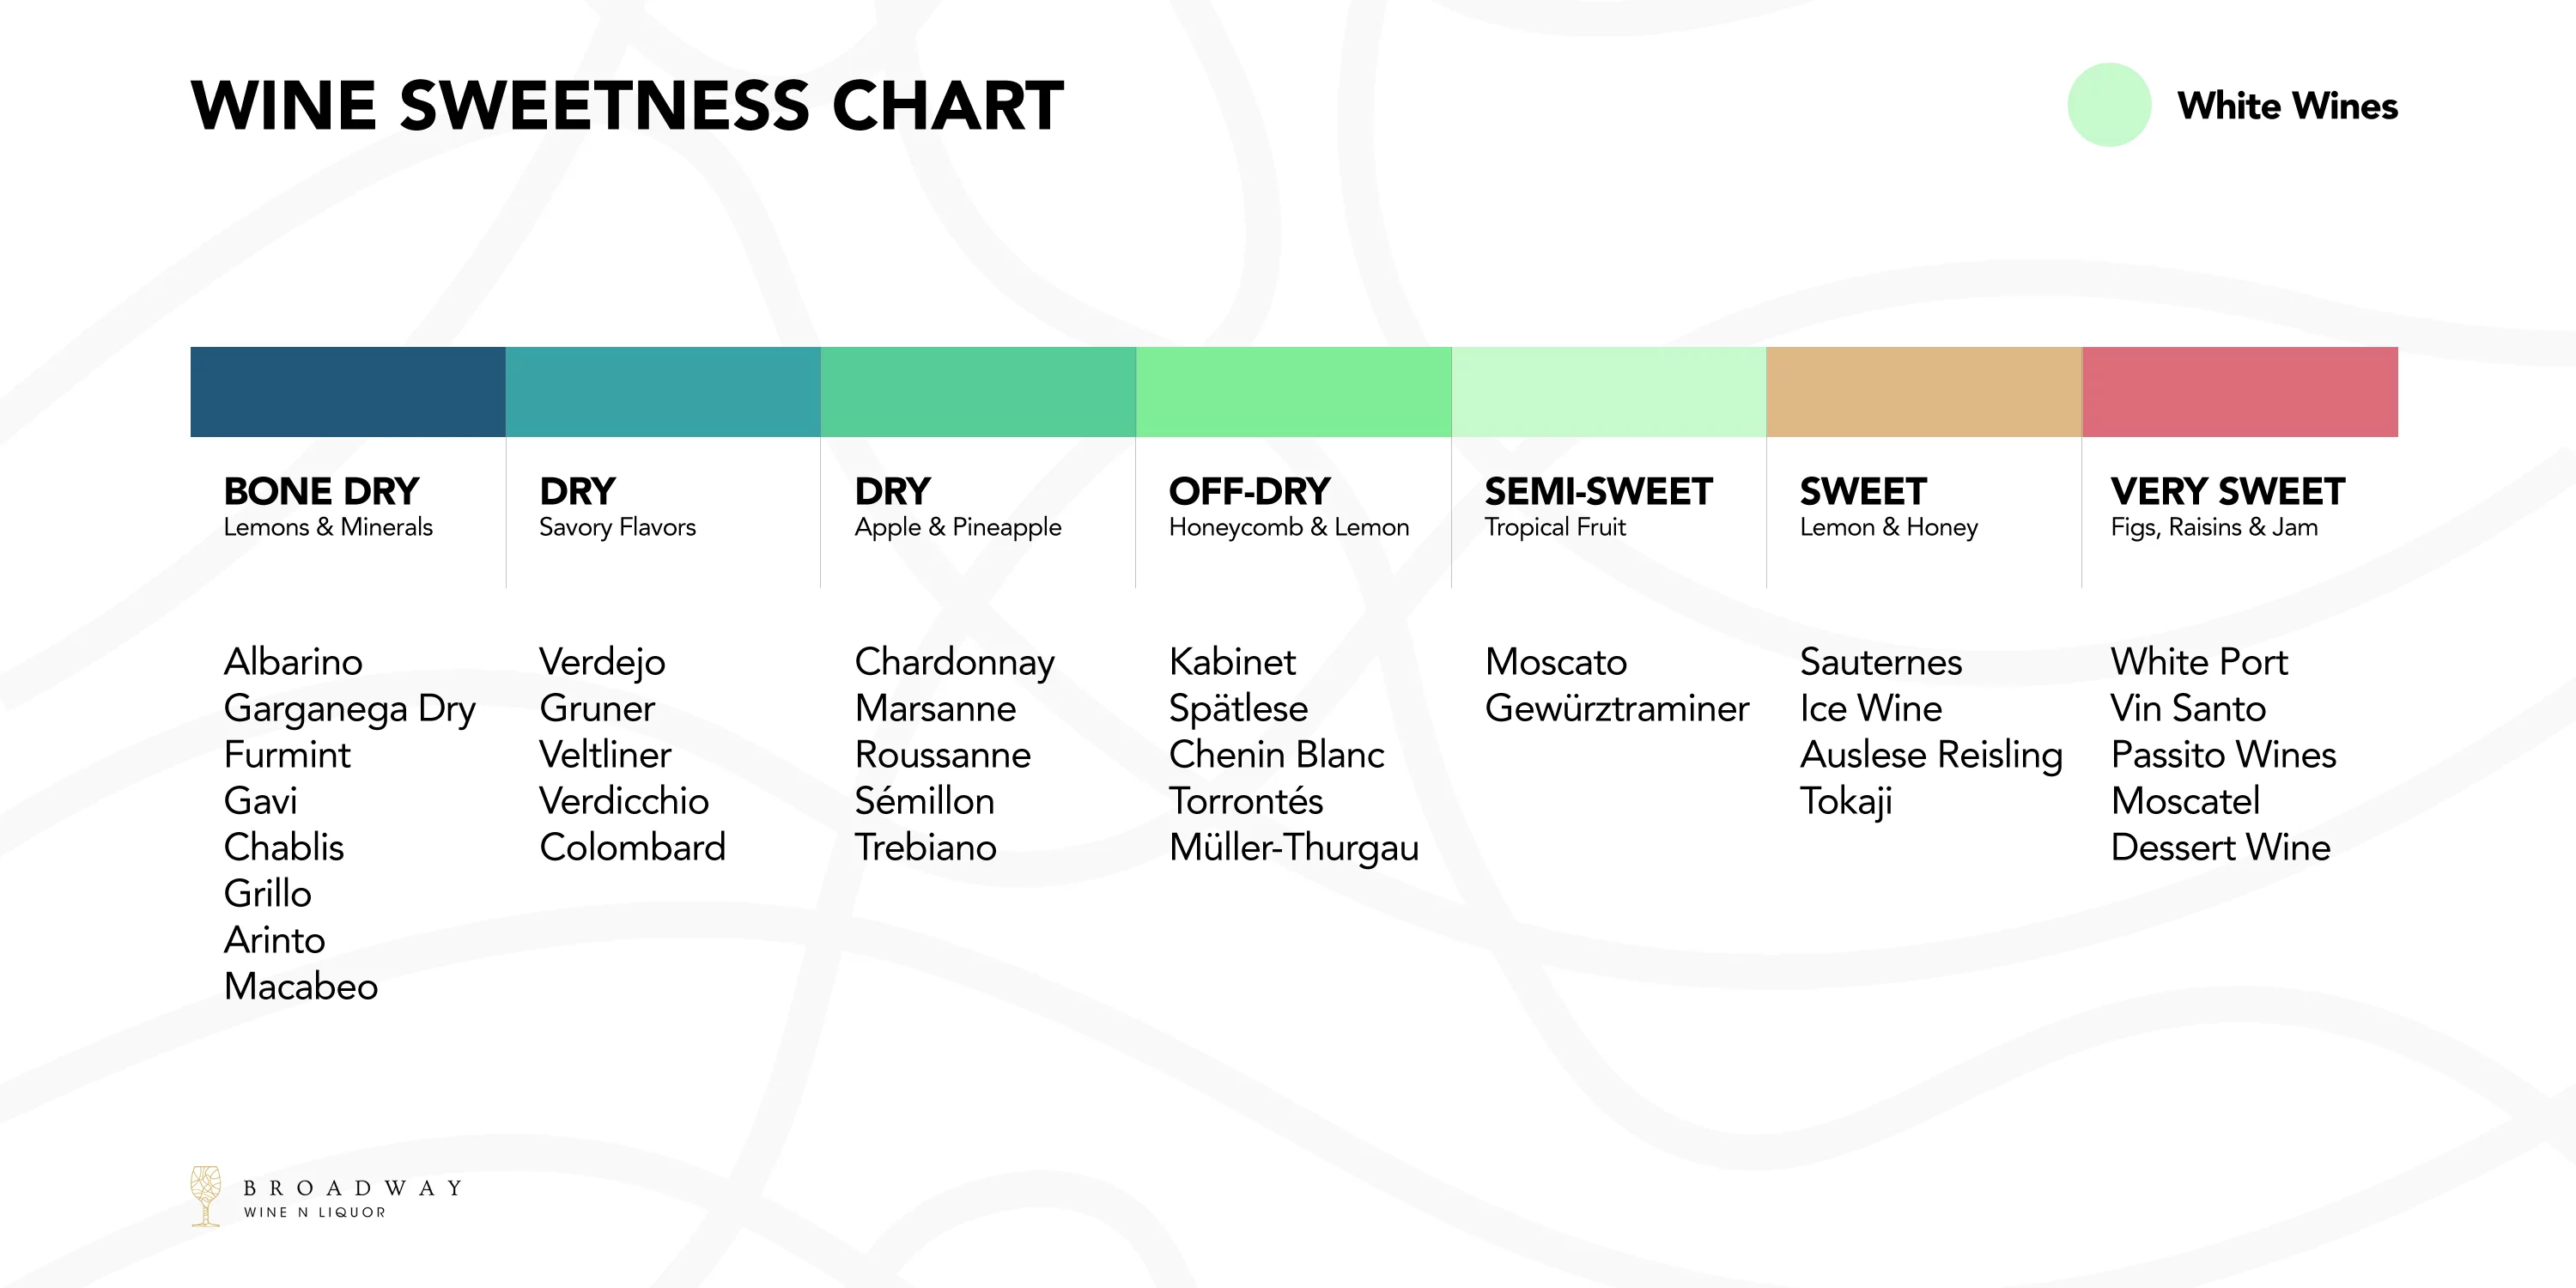 WINE SWEETNESS CHART
White Wines
BONE DRY
Lemons & Minerals
Albarino
Garganega Dry
Furmint
Gavi
Chablis
Grillo
Arinto
Macabeo
DRY
Savory Flavors
Verdejo
Gruner
Veltliner
Verdicchio
Colombard
DRY
Apple & Pineapple
Chardonnay
Marsanne
Roussanne
Sémillon
Trebiano
OFF-DRY
Honeycomb & Lemon
Kabinet
Spätlese
Chenin Blanc
Torrontés
Müller-Thurgau
SEMI-SWEET
Tropical Fruit
Moscato
Gewürztraminer
SWEET
Lemon & Honey
Sauternes
Ice Wine
Auslese Reisling
Tokaji
VERY SWEET
Figs, Raisins & Jam
White Port
Vin Santo
Passito Wines
Moscatel
Dessert Wine
BROADWAY
WINE N LIQUOR